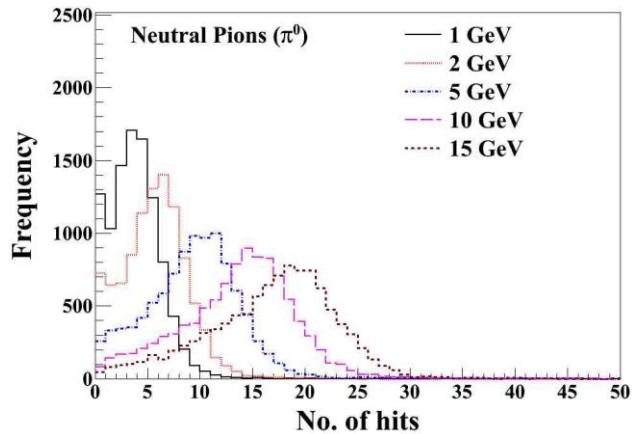 Neutral Pions (π⁰)
1 GeV
2 GeV
5 GeV
10 GeV
15 GeV
Frequency
2500
2000
1500
1000
500
0
0 5 10 15 20 25 30 35 40 45 50
No. of hits